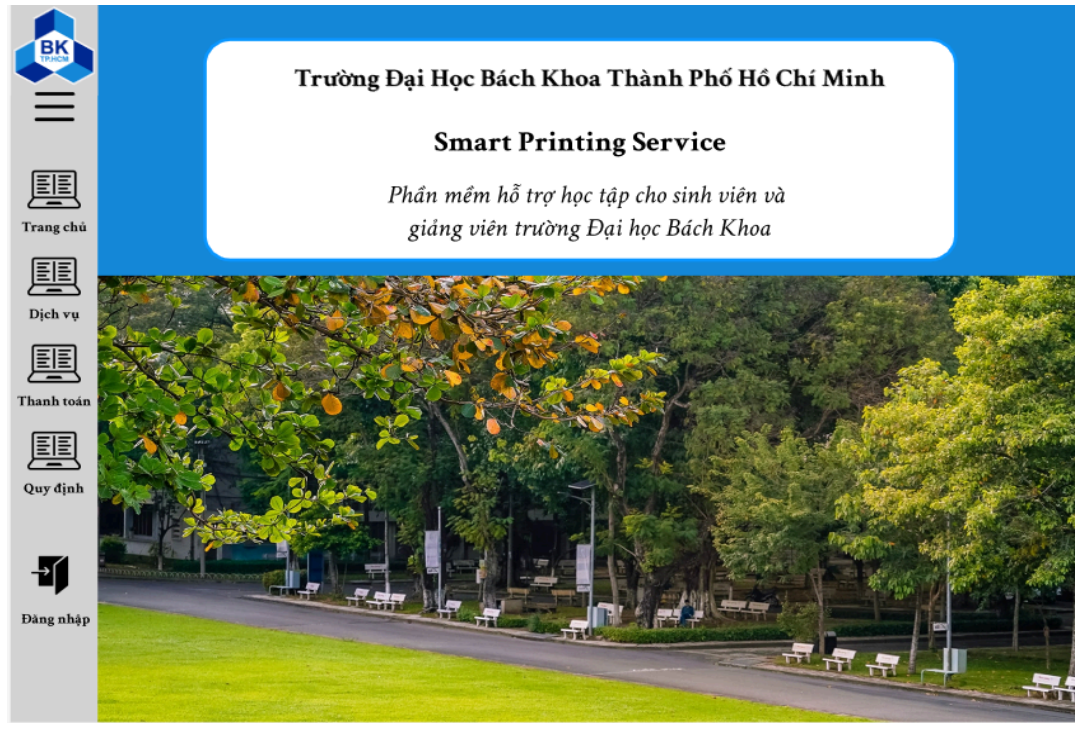 BK
TP.HCM
Trang chủ
Dịch vụ
Thanh toán
Quy định
Đăng nhập
Trường Đại Học Bách Khoa Thành Phố Hồ Chí Minh
Smart Printing Service
Phần mềm hỗ trợ học tập cho sinh viên và
giảng viên trường Đại học Bách Khoa